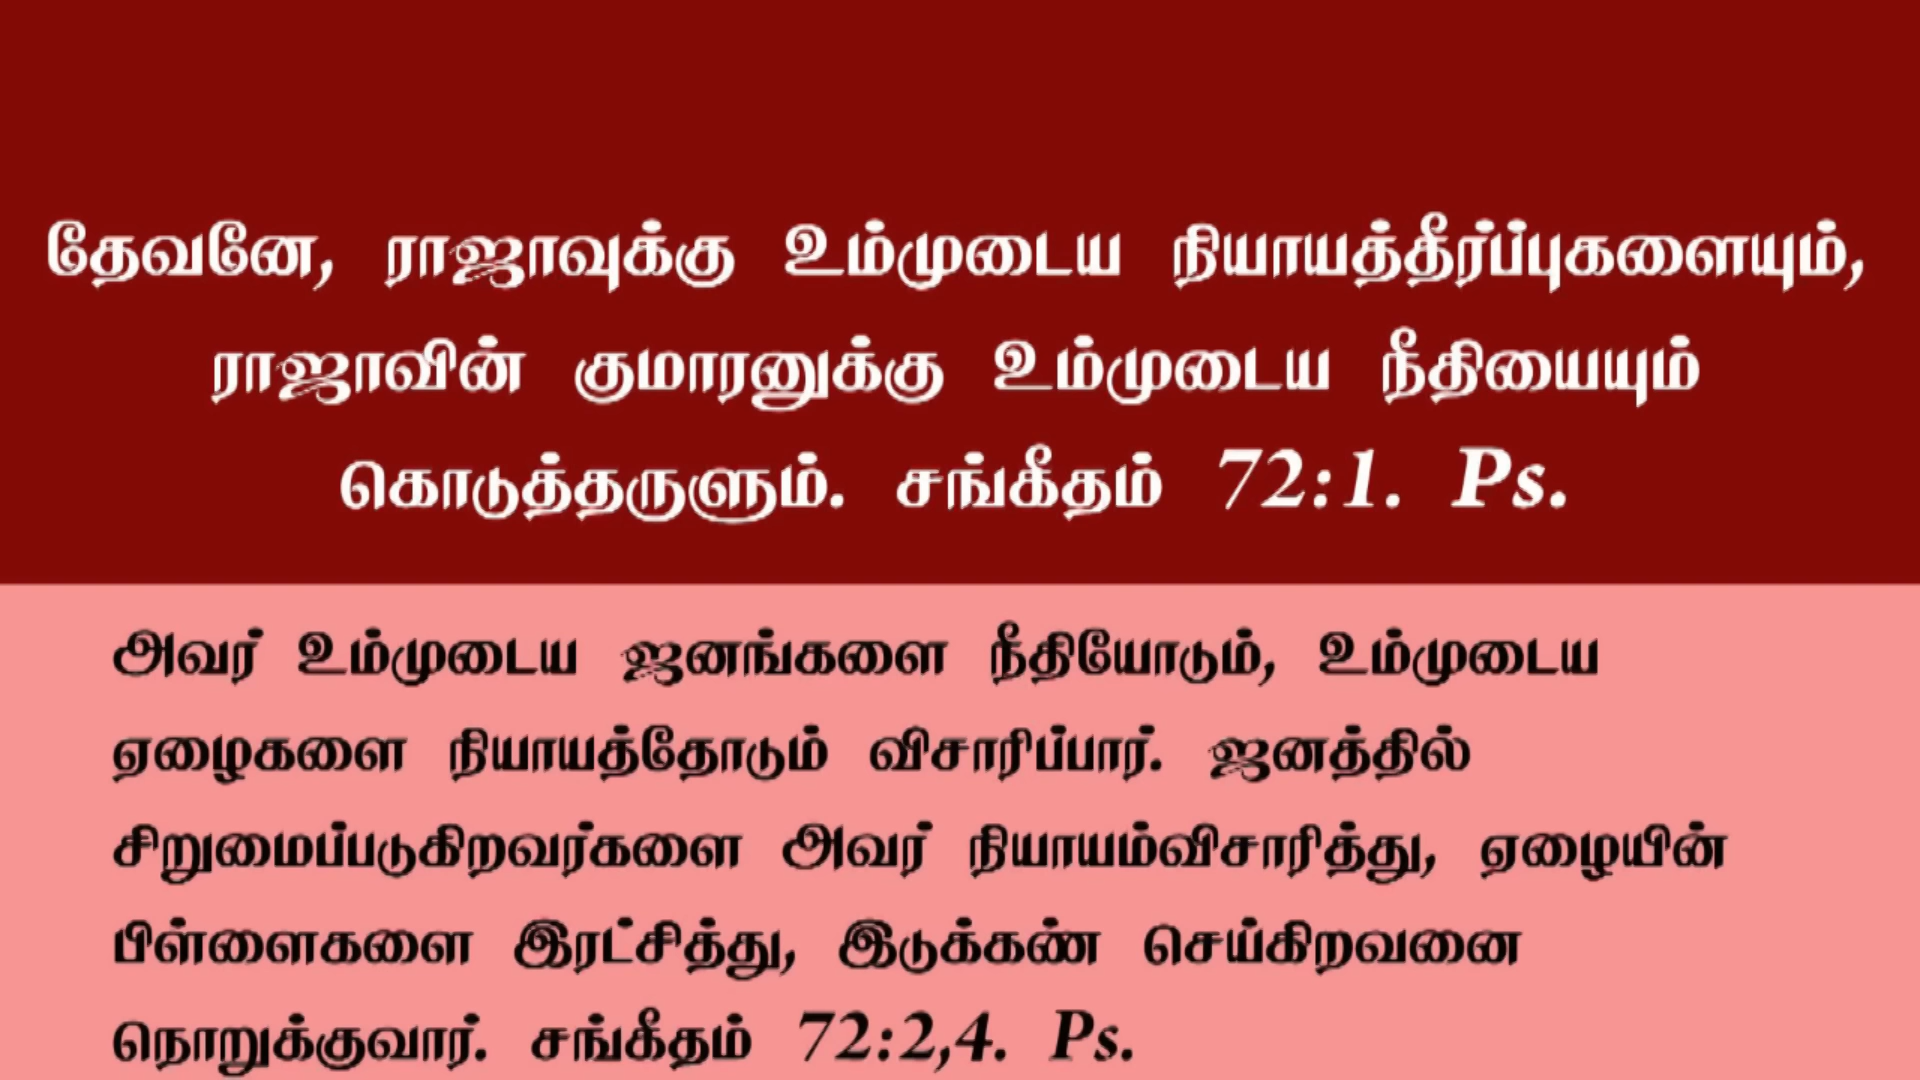 தேவனே, ராஜாவுக்கு உம்முடைய நியாயத்தீர்ப்புகளையும்,
ராஜாவின் குமாரனுக்கு உம்முடைய நீதியையும்
கொடுத்தருளும். சங்கீதம் 72:1. Ps.
அவர் உம்முடைய ஜனங்களை நீதியோடும், உம்முடைய
ஏழைகளை நியாயத்தோடும் விசாரிப்பார். ஜனத்தில்
சிறுமைப்படுகிறவர்களை அவர் நியாயம்விசாரித்து, ஏழையின்
பிள்ளைகளை இரட்சித்து, இடுக்கண் செய்கிறவனை
நொறுக்குவார். சங்கீதம் 72:2,4. Ps.